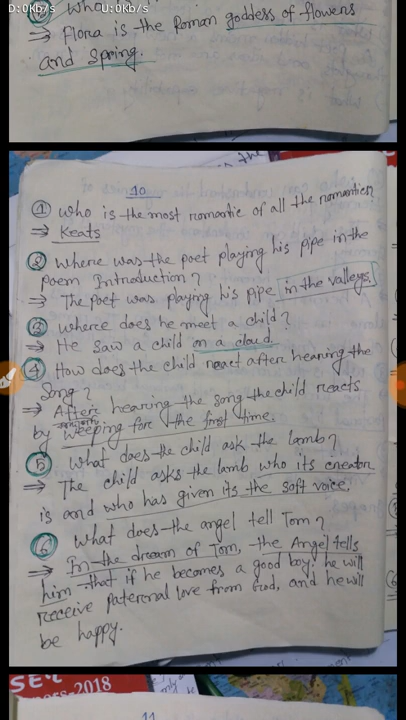 D:0Kb/s U:0Kb/s
⇒ Flora is the Roman goddess of flowers
and spring.
10
① who is the most romantic of all the romantics
⇒ Keats
② where was the poet playing his pipe in the
poem Introduction?
⇒ The Poet was playing his pipe in the valleys.
③ where does he meet a child?
⇒ He saw a child on a cloud.
④ How does the child react after hearing the
Song?
⇒ After hearing the song the child reacts
by weeping for the first time.
⑤ What does the child ask the lamb?
⇒ The child asks the lamb who its creator
is and who has given its the soft voice.
⑥ what does the angel tell Tom?
⇒ In the dream of Tom, the Angel tells
him that if he becomes a good boy, he will
receive paternal love from God, and he will
be happy.
2018
11